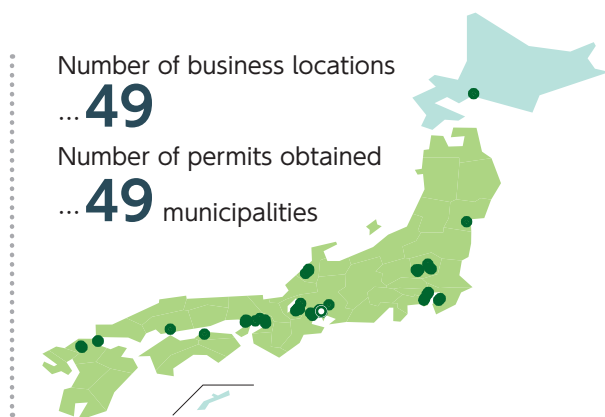 Number of business locations
...49
Number of permits obtained
...49 municipalities